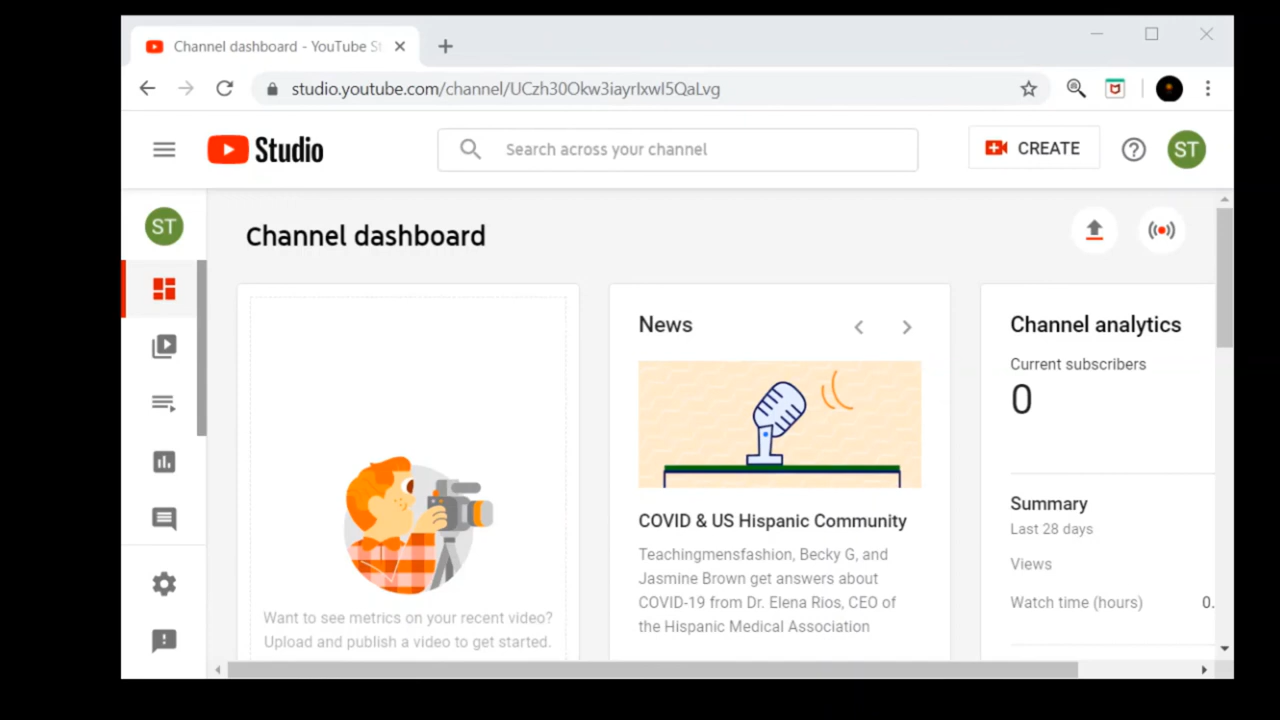 Channel dashboard - YouTube St
studio.youtube.com/channel/UCzh30Okw3iayrIxwI5QaLvg
Studio
Search across your channel
CREATE
ST
ST
Channel dashboard
Want to see metrics on your recent video?
Upload and publish a video to get started.
News
COVID & US Hispanic Community
Teachingmensfashion, Becky G, and
Jasmine Brown get answers about
COVID-19 from Dr. Elena Rios, CEO of
the Hispanic Medical Association
Channel analytics
Current subscribers
0
Summary
Last 28 days
Views
Watch time (hours) 0.